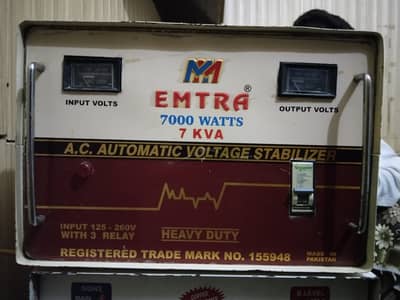 M
EMTRA®
INPUT VOLTS
OUTPUT VOLTS
7000 WATTS
7 KVA
A.C. AUTOMATIC VOLTAGE STABILIZER
INPUT 125 - 260V
WITH 3 RELAY
HEAVY DUTY
MADE IN
PAKISTAN
REGISTERED TRADE MARK NO. 155948